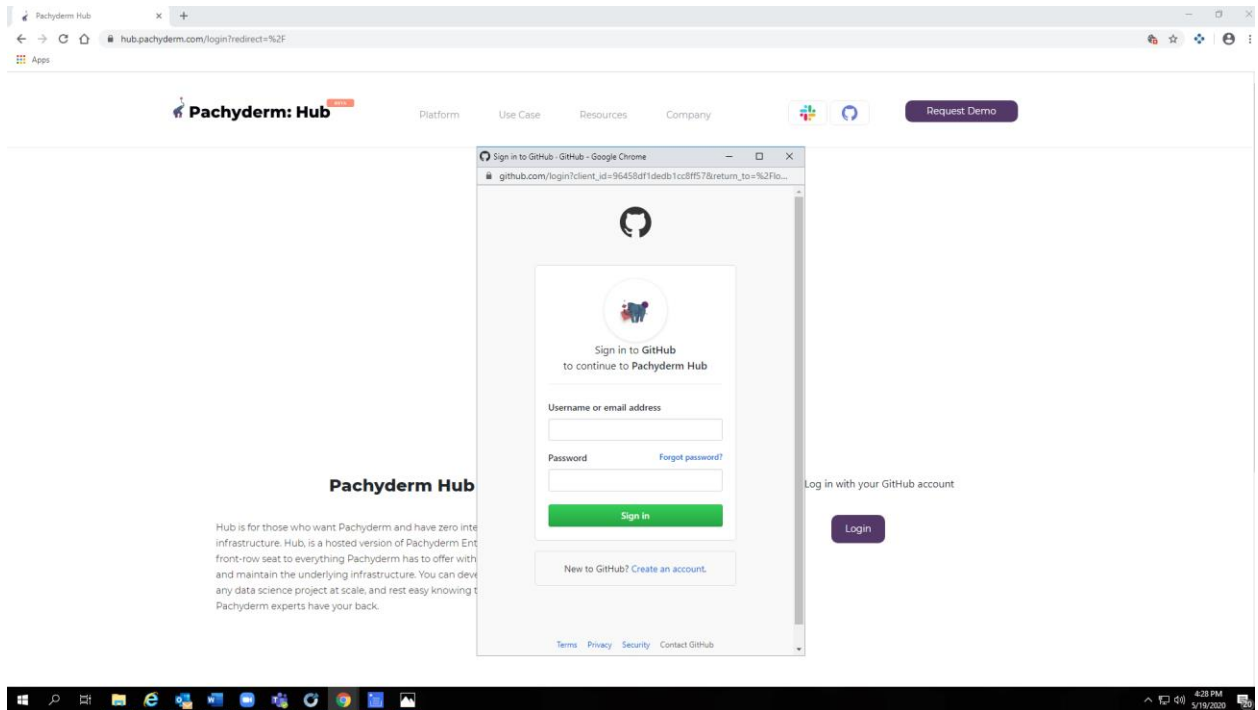 Pachyderm Hub
hub.pachyderm.com/login?redirect=%2F
Apps
Pachyderm: Hub
Platform
Use Case
Resources
Company
Request Demo
Sign in to GitHub · GitHub - Google Chrome
github.com/login?client_id=96458df1dedb1cc8ff57&return_to=%2Flo...
Sign in to GitHub
to continue to Pachyderm Hub
Username or email address
Password
Forgot password?
Sign in
New to GitHub? Create an account.
Terms
Privacy
Security
Contact GitHub
Pachyderm Hub
Hub is for those who want Pachyderm and have zero inte
infrastructure. Hub, is a hosted version of Pachyderm Ent
front-row seat to everything Pachyderm has to offer with
and maintain the underlying infrastructure. You can deve
any data science project at scale, and rest easy knowing t
Pachyderm experts have your back.
Log in with your GitHub account
Login
4:28 PM
5/19/2020